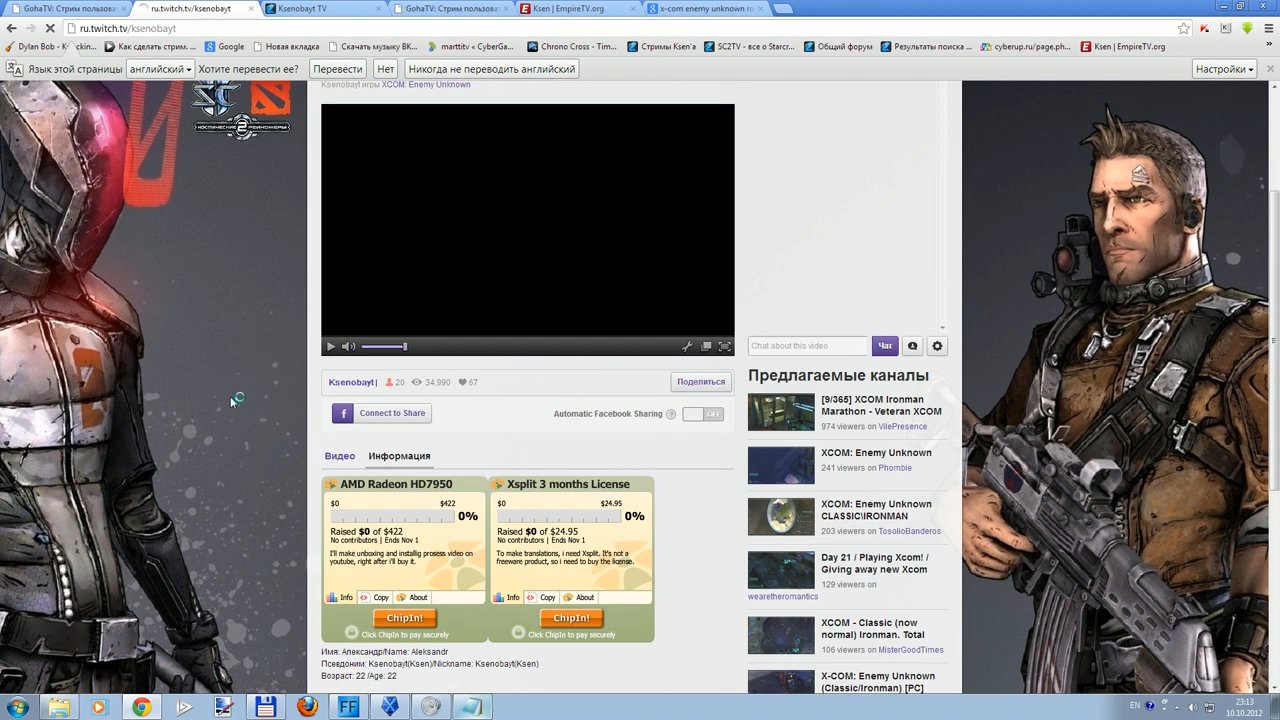 GohaTV: Стрим пользова
ru.twitch.tv/ksenobayt
Ksenobayt TV
GohaTV: Стрим пользова
Ksen | EmpireTV.org
x-com enemy unknown ro
ru.twitch.tv/ksenobayt
Dylan Bob - K
Как сделать стрим. ...
Google
Новая вкладка
Скачать музыку ВК...
marttitv ✓ CyberGa...
Chrono Cross - Tim...
Стримы Ksen'а
SC2TV - все о Starcr...
Общий форум
Результаты поиска ...
cyberup.ru/page.ph...
Ksen | EmpireTV.org
Язык этой страницы
английский
Хотите перевести ее?
Перевести
Нет
Никогда не переводить английский
Настройки
Ksenobayt игры XCOM: Enemy Unknown
КОСМИЧЕСКИЕ 2 РЕЙНДЖЕРЫ
Chat about this video
Чат
Ksenobayt|
20
34,990
67
Поделиться
Предлагаемые каналы
f Connect to Share
Automatic Facebook Sharing
?
OFF
[9/365] XCOM Ironman
Marathon - Veteran XCOM
974 viewers on VilePresence
XCOM: Enemy Unknown
241 viewers on Phombie
XCOM: Enemy Unknown
CLASSIC\IRONMAN
203 viewers on TosolioBanderos
Day 21 / Playing Xcom! /
Giving away new Xcom
129 viewers on
wearetheromantics
XCOM - Classic (now
normal) Ironman. Total
106 viewers on MisterGoodTimes
X-COM: Enemy Unknown
(Classic/Ironman) [PC]
Видео
Информация
AMD Radeon HD7950
$0
$422
0%
Raised $0 of $422
No contributors | Ends Nov 1
I'll make unboxing and installig prosess video on
youtube, right after i'll buy it.
Info
Copy
About
ChipIn!
Click ChipIn to pay securely
Xsplit 3 months License
$0
$24.95
0%
Raised $0 of $24.95
No contributors | Ends Nov 1
To make translations, i need Xsplit. It's not a
freeware product, so i need to buy the license.
Info
Copy
About
ChipIn!
Click ChipIn to pay securely
Имя: Александр/Name: Aleksandr
Псевдоним: Ksenobayt(Ksen)/Nickname: Ksenobayt(Ksen)
Возраст: 22 /Age: 22
FF
EN
23:13
10.10.2012